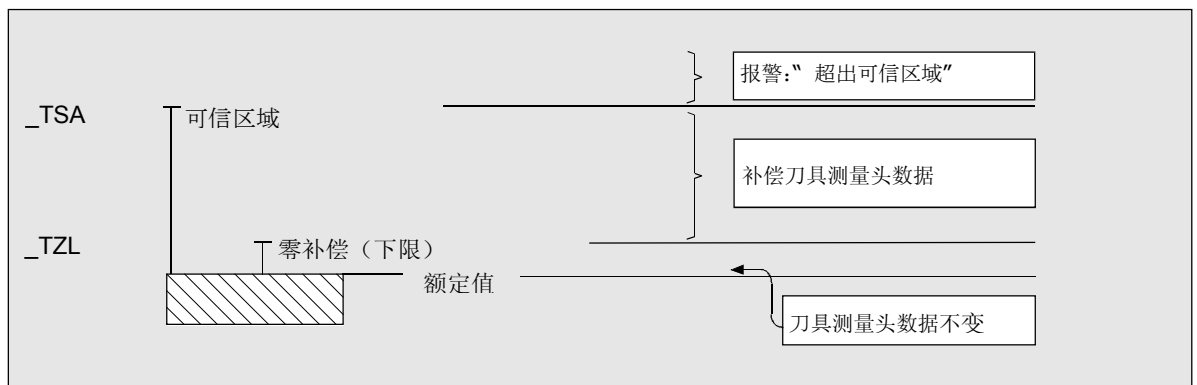 报警:“ 超出可信区域”
_TSA
可信区域
补偿刀具测量头数据
_TZL
零补偿（下限）
额定值
刀具测量头数据不变